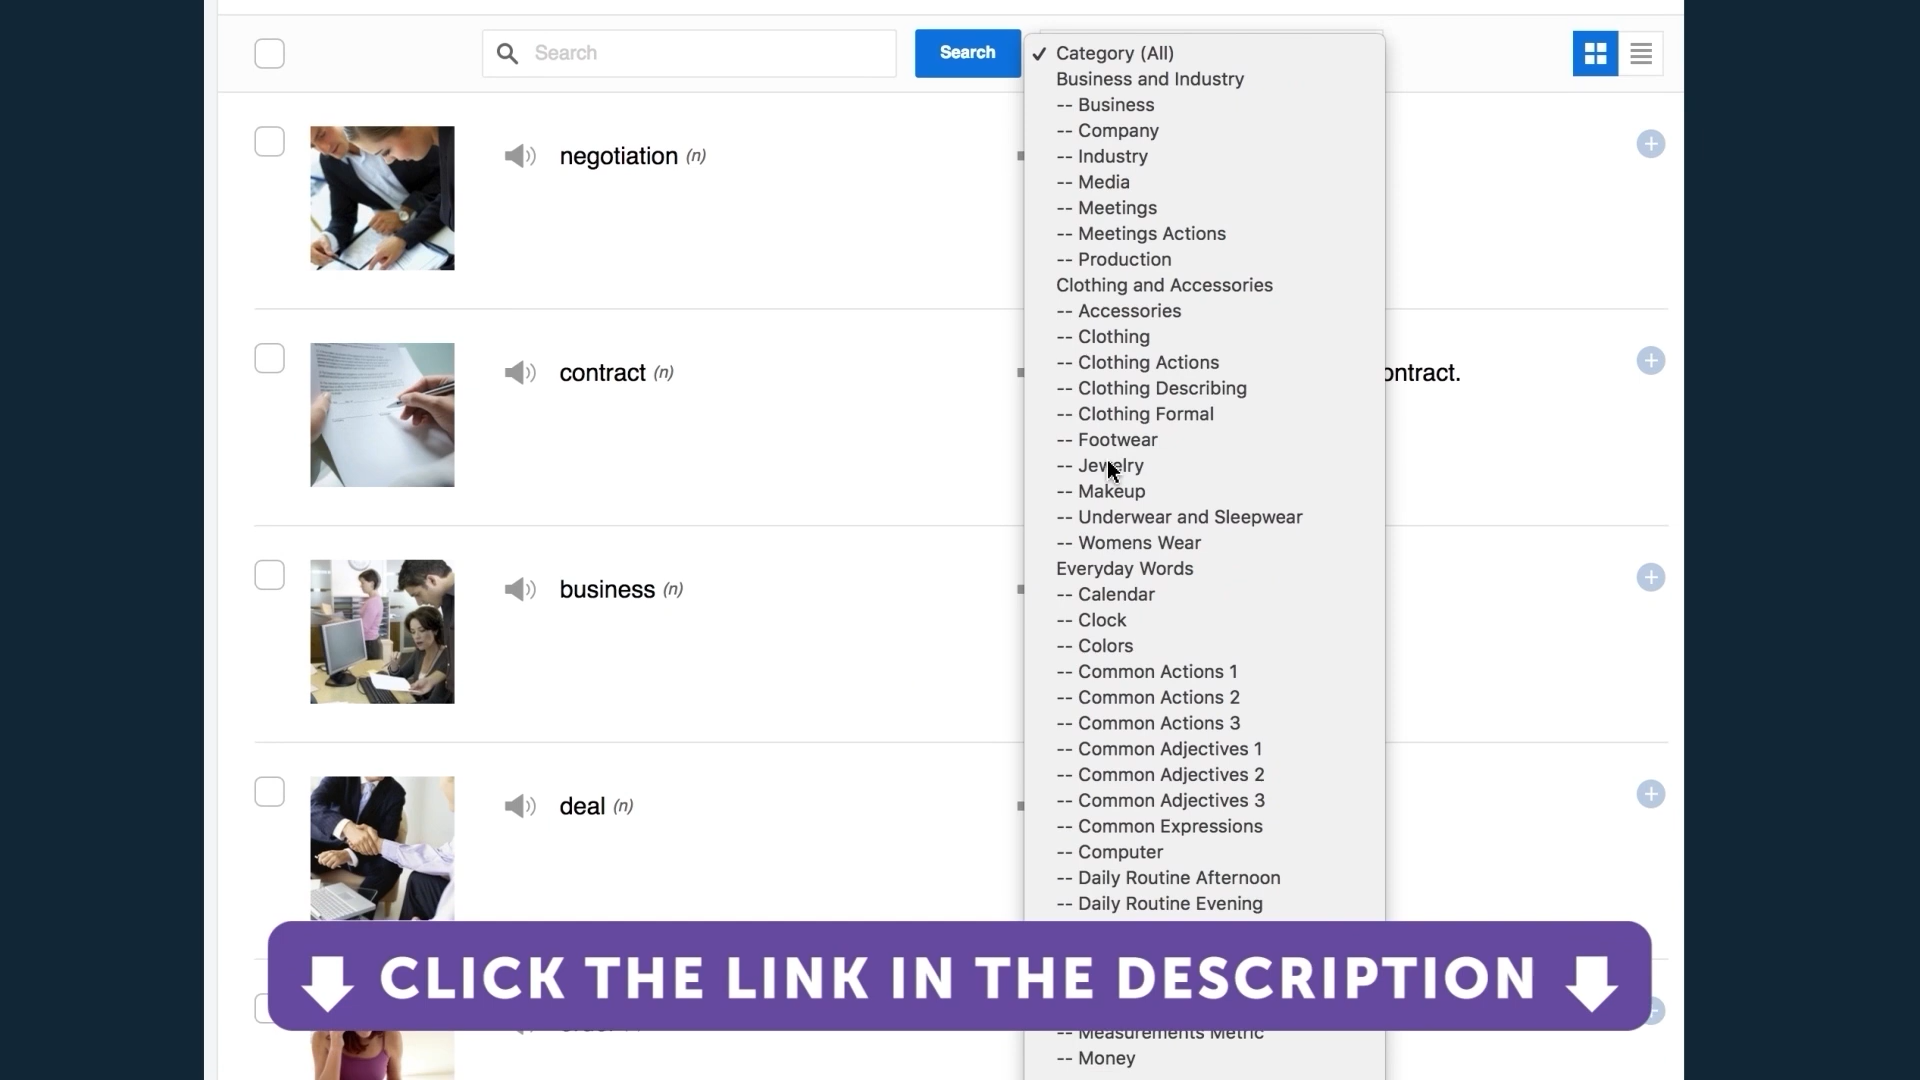 Search
Search
✓ Category (All)
Business and Industry
-- Business
-- Company
-- Industry
-- Media
-- Meetings
-- Meetings Actions
-- Production
Clothing and Accessories
-- Accessories
-- Clothing
-- Clothing Actions
-- Clothing Describing
-- Clothing Formal
-- Footwear
-- Jewelry
-- Makeup
-- Underwear and Sleepwear
-- Womens Wear
Everyday Words
-- Calendar
-- Clock
-- Colors
-- Common Actions 1
-- Common Actions 2
-- Common Actions 3
-- Common Adjectives 1
-- Common Adjectives 2
-- Common Adjectives 3
-- Common Expressions
-- Computer
-- Daily Routine Afternoon
-- Daily Routine Evening
-- Measurements Metric
-- Money
negotiation (n)
contract (n)
ontract.
business (n)
deal (n)
CLICK THE LINK IN THE DESCRIPTION